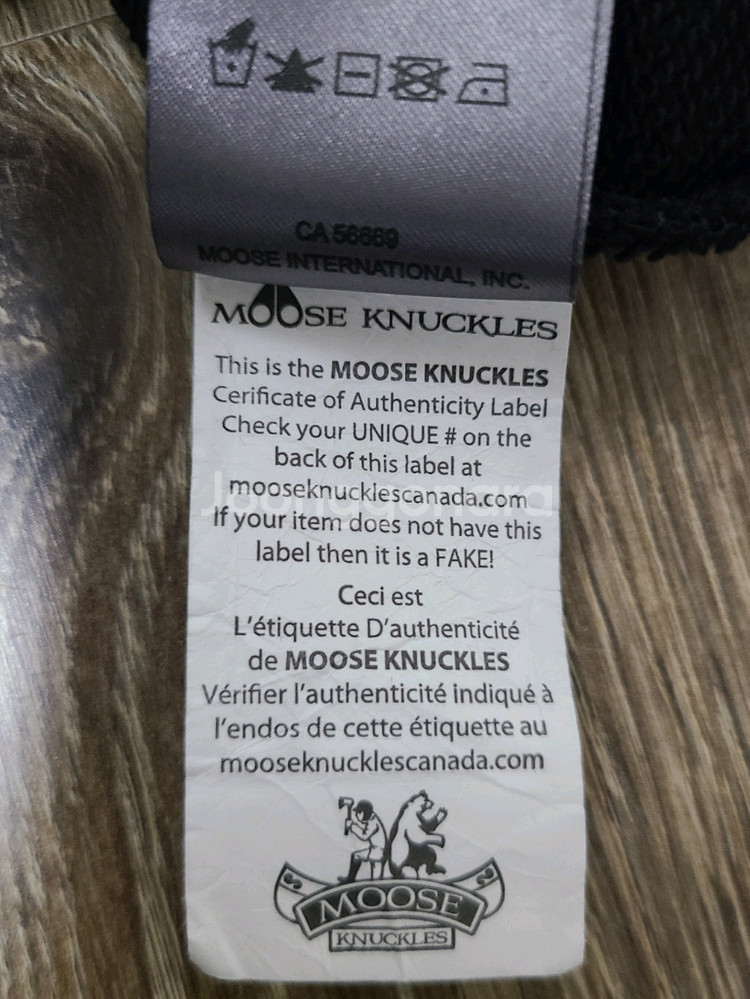 CA 56669
MOOSE INTERNATIONAL, INC.
MOOSE KNUCKLES
This is the MOOSE KNUCKLES
Cerificate of Authenticity Label
Check your UNIQUE # on the
back of this label at
mooseknucklescanada.com
If your item does not have this
label then it is a FAKE!
Ceci est
L'étiquette D'authenticité
de MOOSE KNUCKLES
Vérifier l'authenticité indiqué à
l'endos de cette étiquette au
mooseknucklescanada.com
MOOSE
KNUCKLES
Joonggonara